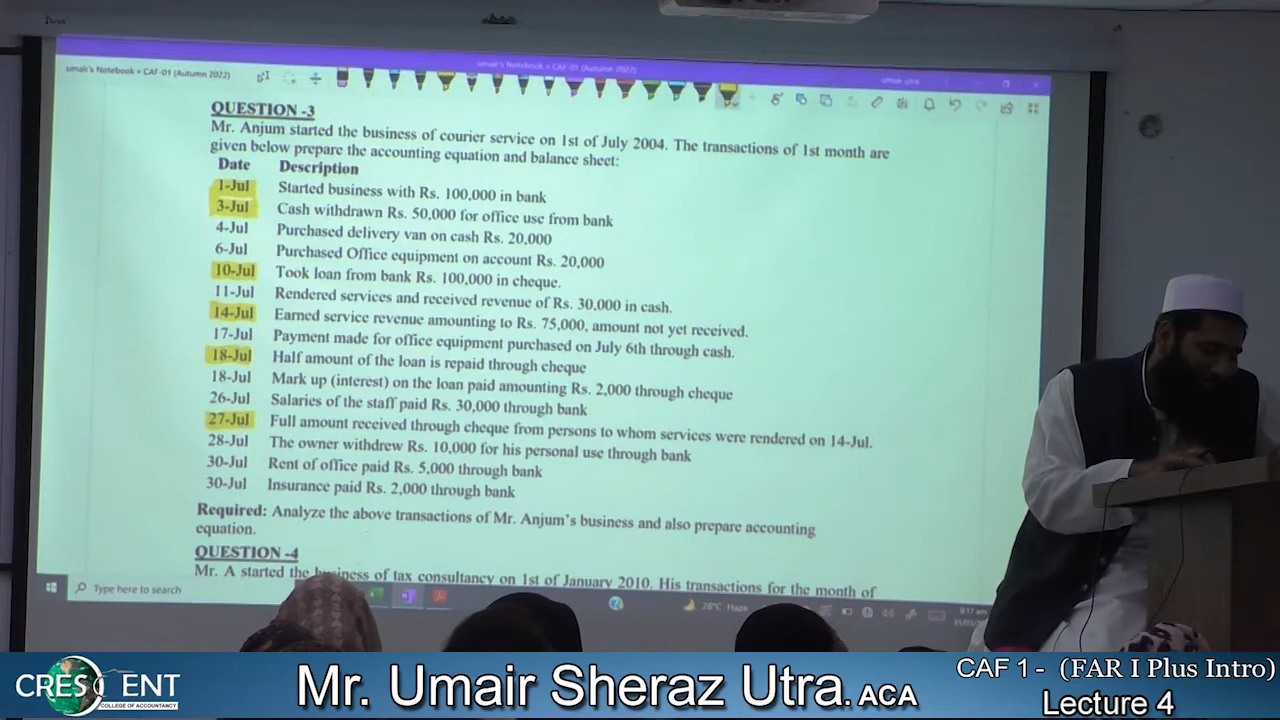 umair's Notebook » CAF-01 (Autumn 2022)
umair's Notebook » CAF-01 (Autumn 2022)
umair utra
QUESTION -3
Mr. Anjum started the business of courier service on 1st of July 2004. The transactions of 1st month are
given below prepare the accounting equation and balance sheet:
Date Description
1-Jul Started business with Rs. 100,000 in bank
3-Jul Cash withdrawn Rs. 50,000 for office use from bank
4-Jul Purchased delivery van on cash Rs. 20,000
6-Jul Purchased Office equipment on account Rs. 20,000
10-Jul Took loan from bank Rs. 100,000 in cheque.
11-Jul Rendered services and received revenue of Rs. 30,000 in cash.
14-Jul Earned service revenue amounting to Rs. 75,000, amount not yet received.
17-Jul Payment made for office equipment purchased on July 6th through cash.
18-Jul Half amount of the loan is repaid through cheque
18-Jul Mark up (interest) on the loan paid amounting Rs. 2,000 through cheque
26-Jul Salaries of the staff paid Rs. 30,000 through bank
27-Jul Full amount received through cheque from persons to whom services were rendered on 14-Jul.
28-Jul The owner withdrew Rs. 10,000 for his personal use through bank
30-Jul Rent of office paid Rs. 5,000 through bank
30-Jul Insurance paid Rs. 2,000 through bank
Required: Analyze the above transactions of Mr. Anjum's business and also prepare accounting
equation.
QUESTION -4
Mr. A started the business of tax consultancy on 1st of January 2010. His transactions for the month of
Type here to search
28°C Haze
CRESCENT
COLLEGE OF ACCOUNTANCY
Mr. Umair Sheraz Utra. ACA
CAF 1 - (FAR I Plus Intro)
Lecture 4